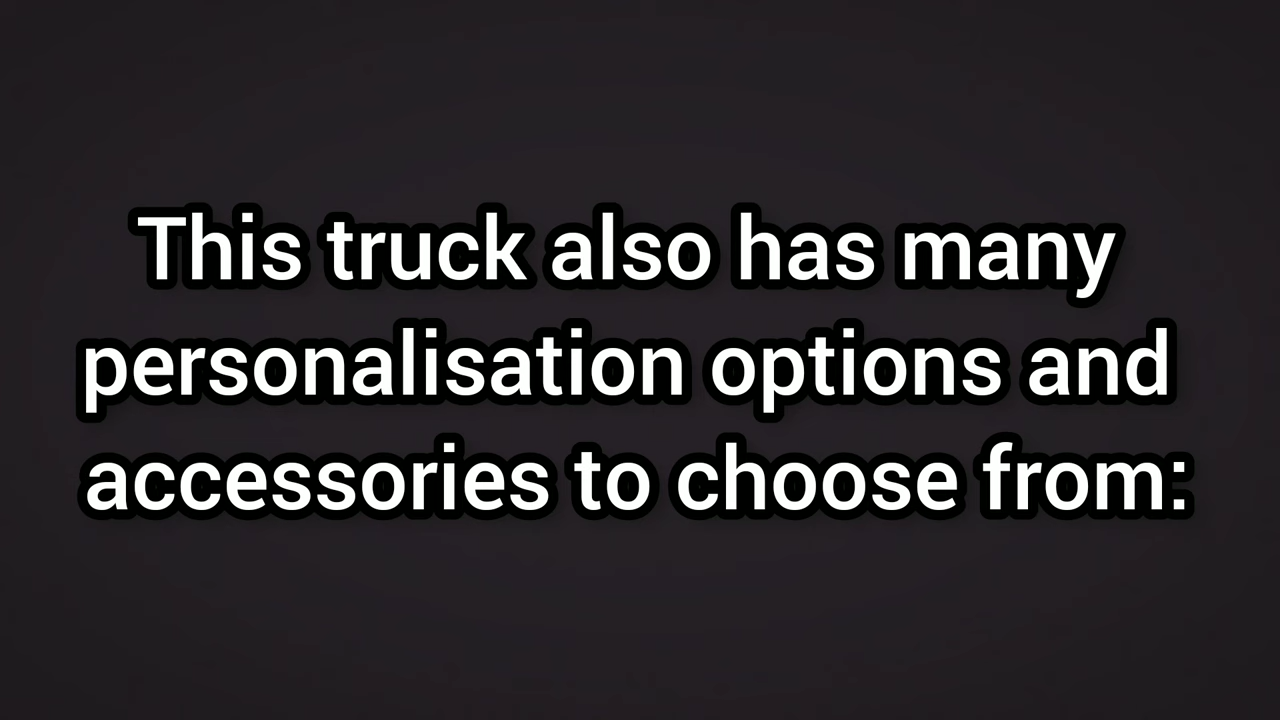 This truck also has many
personalisation options and
accessories to choose from: